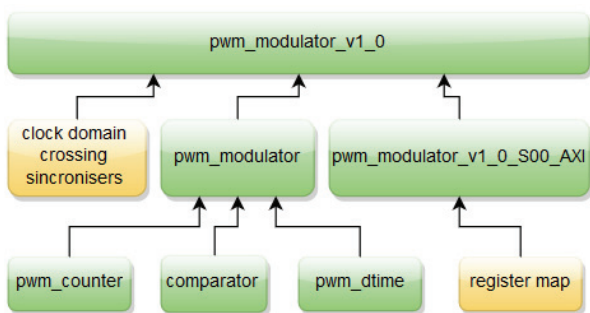 pwm_modulator_v1_0
clock domain
crossing
sincronisers
pwm_modulator
pwm_modulator_v1_0_S00_AXI
pwm_counter
comparator
pwm_dtime
register map